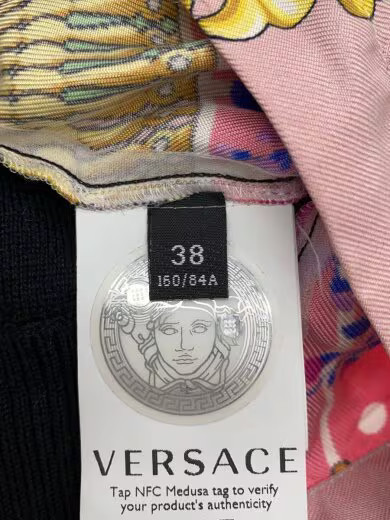 38
160/84A
VERSACE
Tap NFC Medusa tag to verify
your product's authenticity